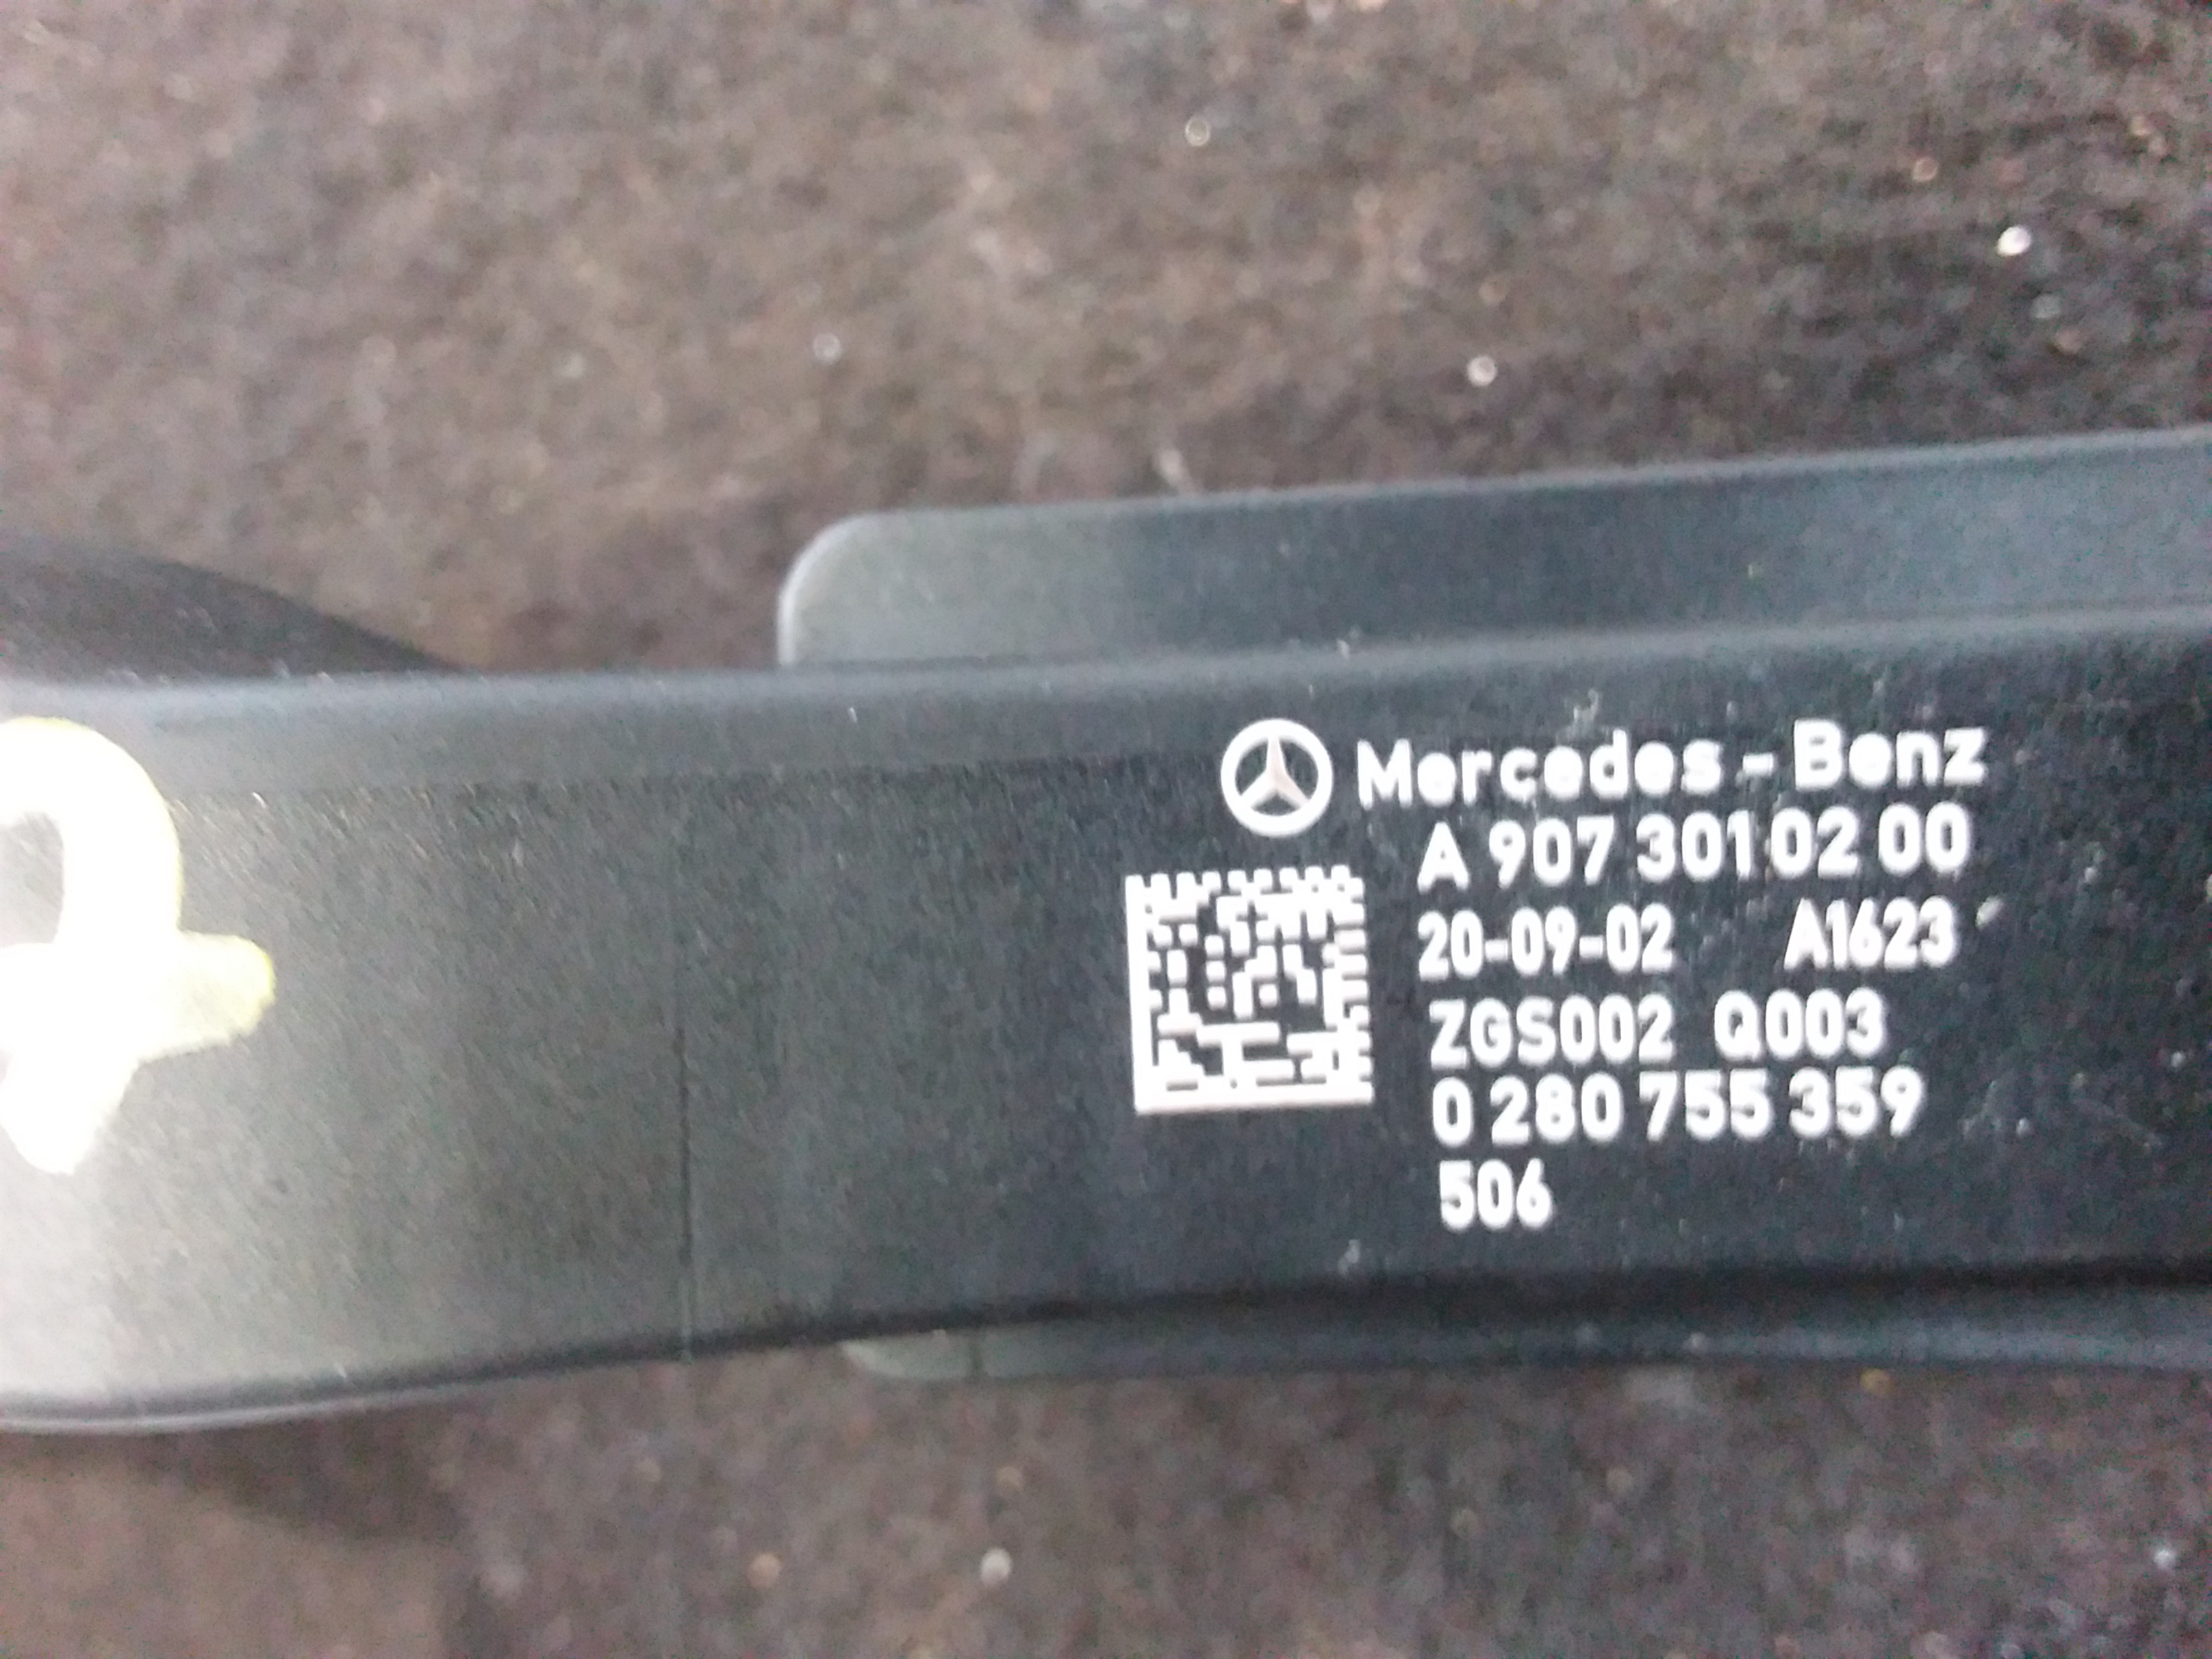 Mercedes-Benz
A 907 301 02 00
20-09-02 A1623
ZGS002 Q003
0 280 755 359
506